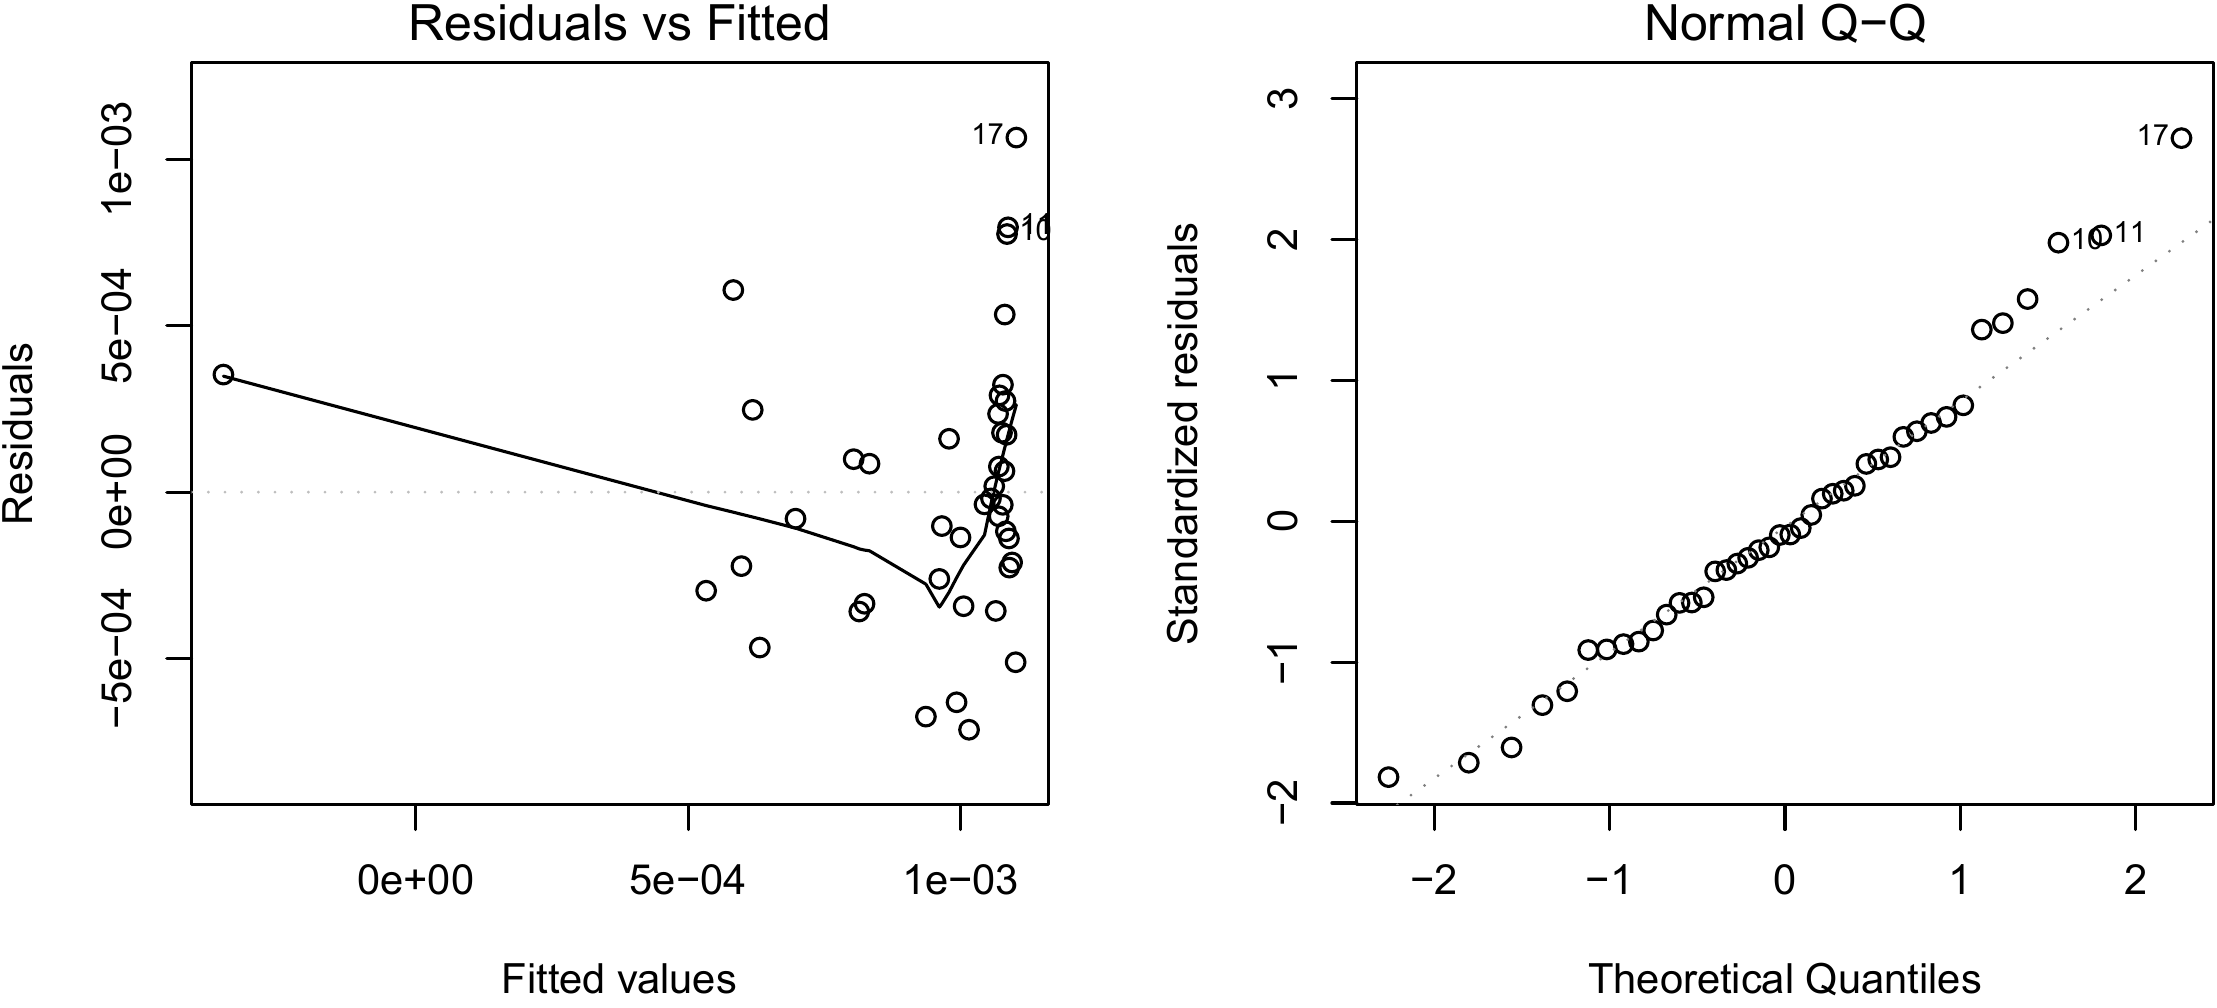 Residuals vs Fitted
Residuals
1e−03
5e−04
0e+00
−5e−04
17
11
10
0e+00 5e−04 1e−03
Fitted values
Normal Q−Q
Standardized residuals
3
2
1
0
−1
−2
17
10 11
−2 −1 0 1 2
Theoretical Quantiles